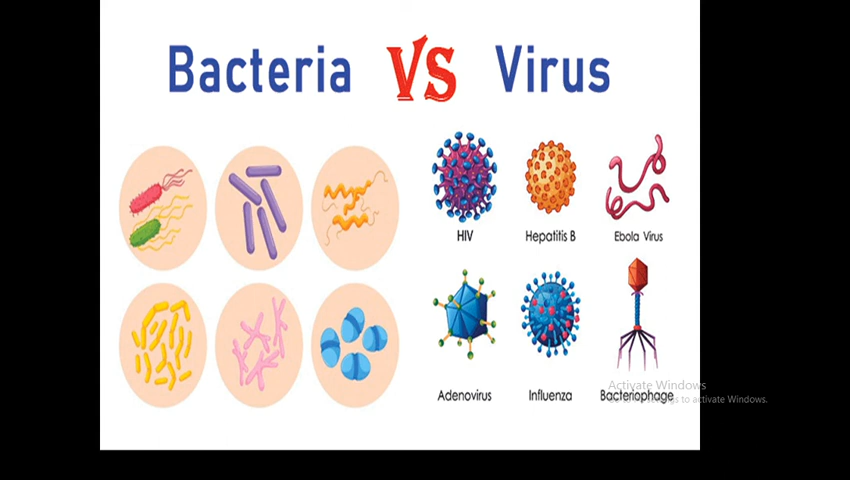 Bacteria VS Virus
HIV
Hepatitis B
Ebola Virus
Adenovirus
Influenza
Bacteriophage
Activate Windows
to activate Windows.